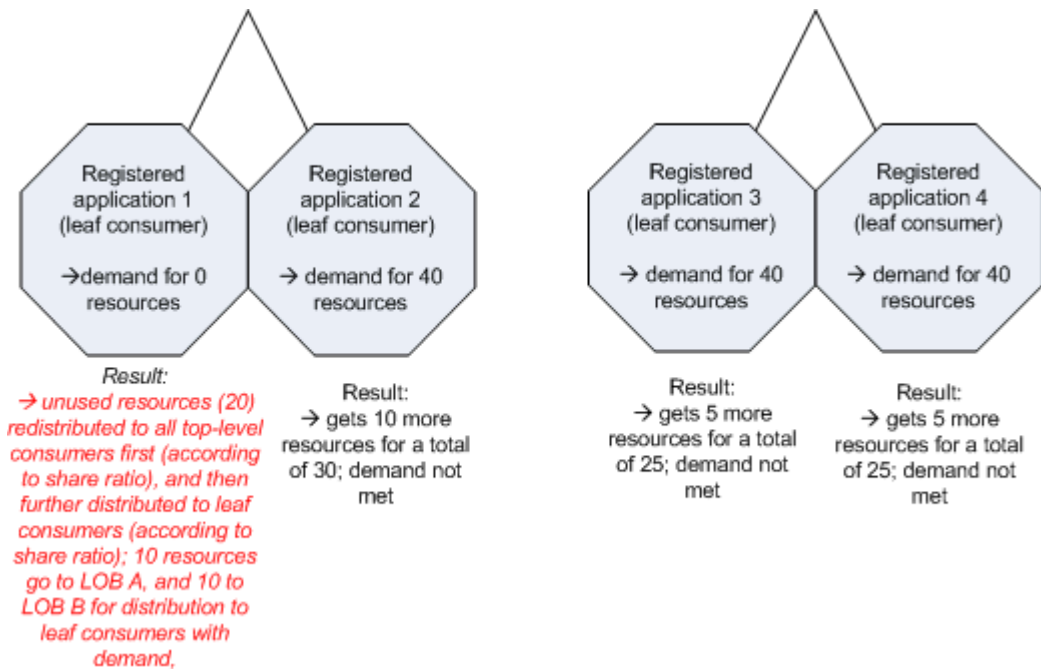 Registered
application 1
(leaf consumer)
→demand for 0
resources
Registered
application 2
(leaf consumer)
→ demand for 40
resources
Registered
application 3
(leaf consumer)
→ demand for 40
resources
Registered
application 4
(leaf consumer)
→ demand for 40
resources
Result:
→ unused resources (20)
redistributed to all top-level
consumers first (according
to share ratio), and then
further distributed to leaf
consumers (according to
share ratio); 10 resources
go to LOB A, and 10 to
LOB B for distribution to
leaf consumers with
demand,
Result:
→ gets 10 more
resources for a total
of 30; demand not
met
Result:
→ gets 5 more
resources for a total
of 25; demand not
met
Result:
→ gets 5 more
resources for a total
of 25; demand not
met